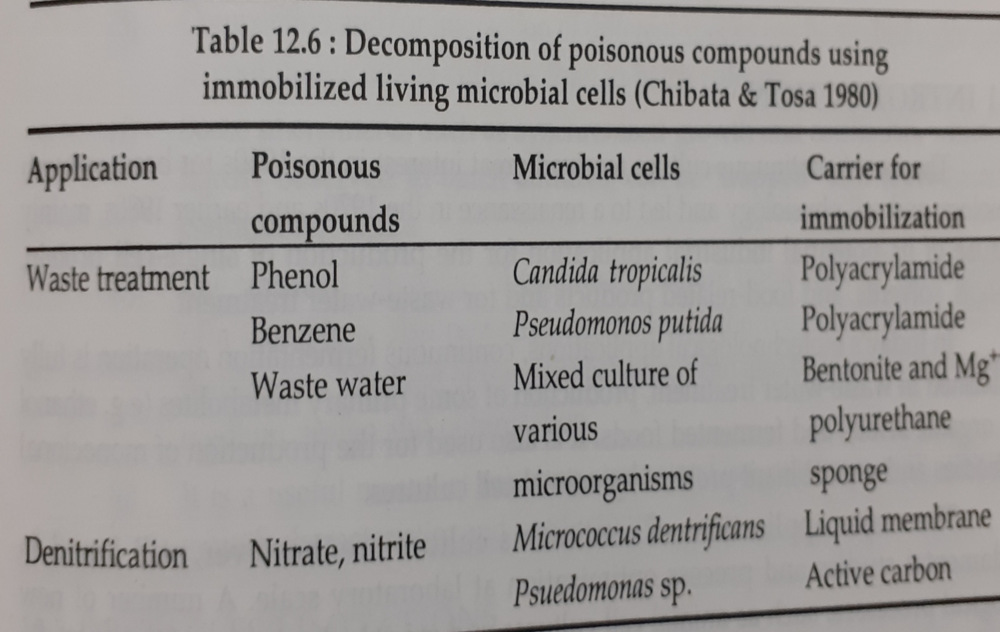 Table 12.6 : Decomposition of poisonous compounds using
immobilized living microbial cells (Chibata & Tosa 1980)
Application Poisonous Microbial cells Carrier for
compounds immobilization
Waste treatment Phenol Candida tropicalis Polyacrylamide
Benzene Pseudomonos putida Polyacrylamide
Waste water Mixed culture of Bentonite and Mg⁺
various polyurethane
microorganisms sponge
Denitrification Nitrate, nitrite Micrococcus dentrificans Liquid membrane
Psuedomonas sp. Active carbon